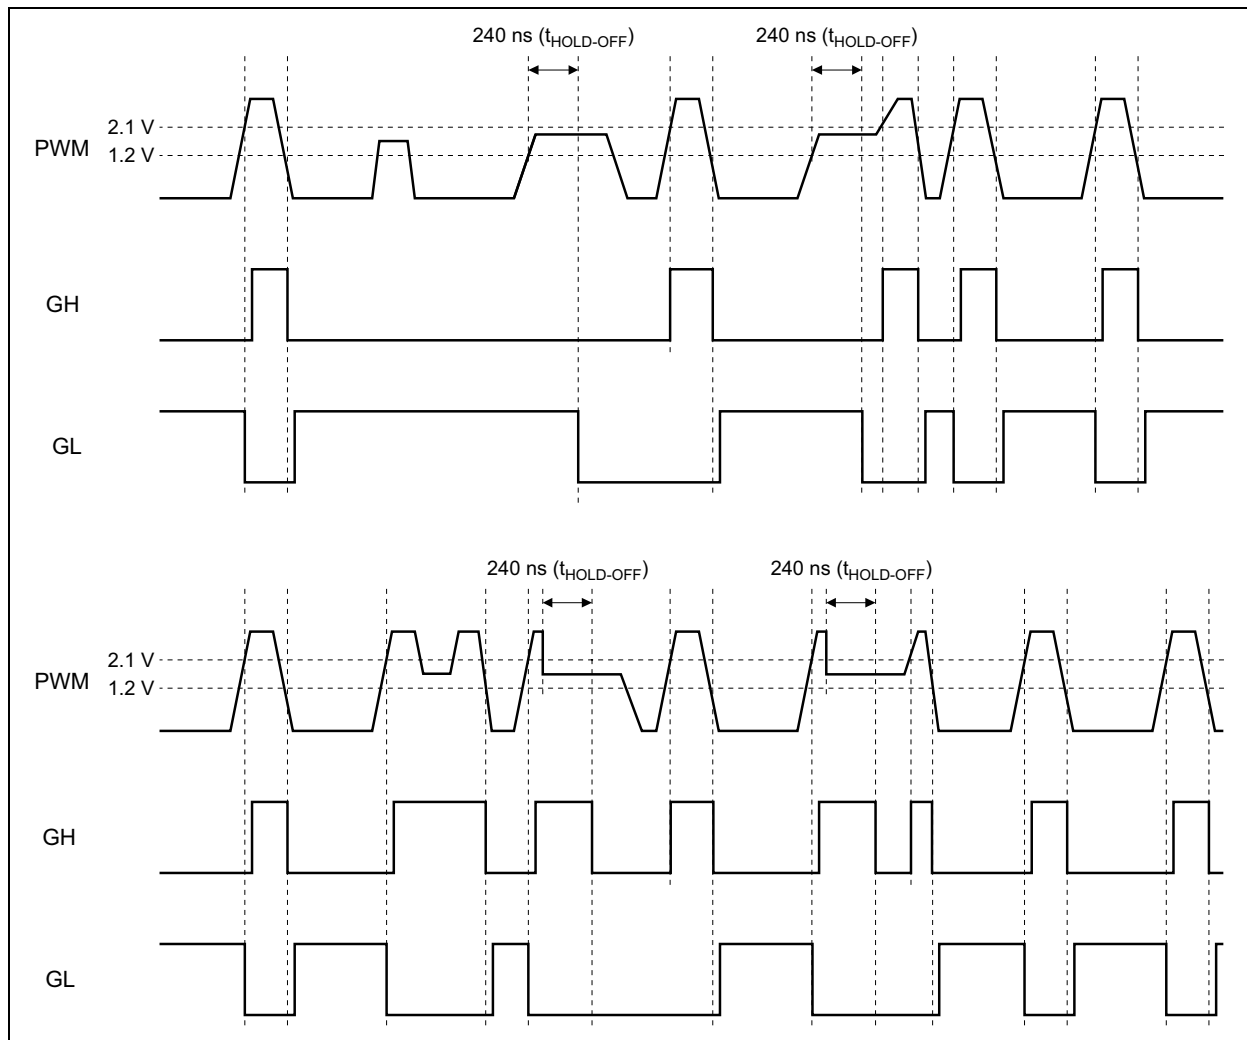 240 ns (tHOLD-OFF) 240 ns (tHOLD-OFF)
2.1 V
PWM
1.2 V
GH
GL
240 ns (tHOLD-OFF) 240 ns (tHOLD-OFF)
2.1 V
PWM
1.2 V
GH
GL